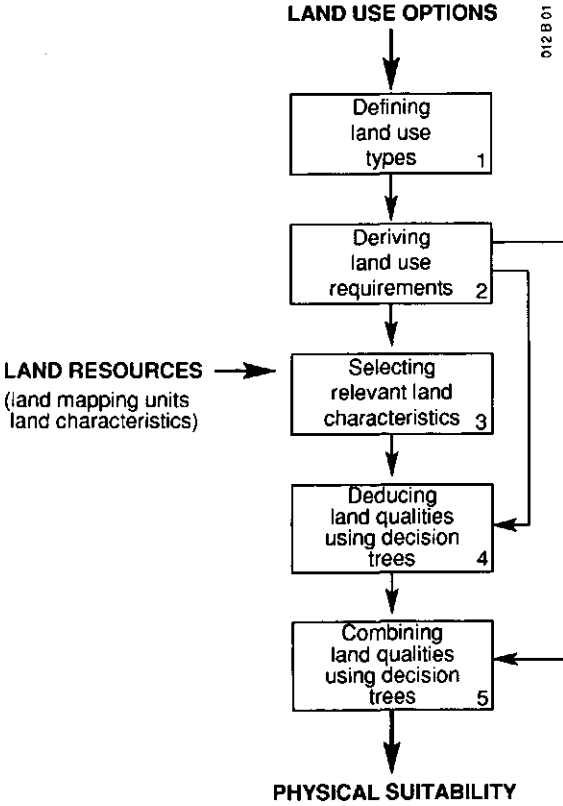 LAND USE OPTIONS
012 B 01
Defining
land use
types 1
Deriving
land use
requirements 2
LAND RESOURCES
(land mapping units
land characteristics)
Selecting
relevant land
characteristics 3
Deducing
land qualities
using decision
trees 4
Combining
land qualities
using decision
trees 5
PHYSICAL SUITABILITY